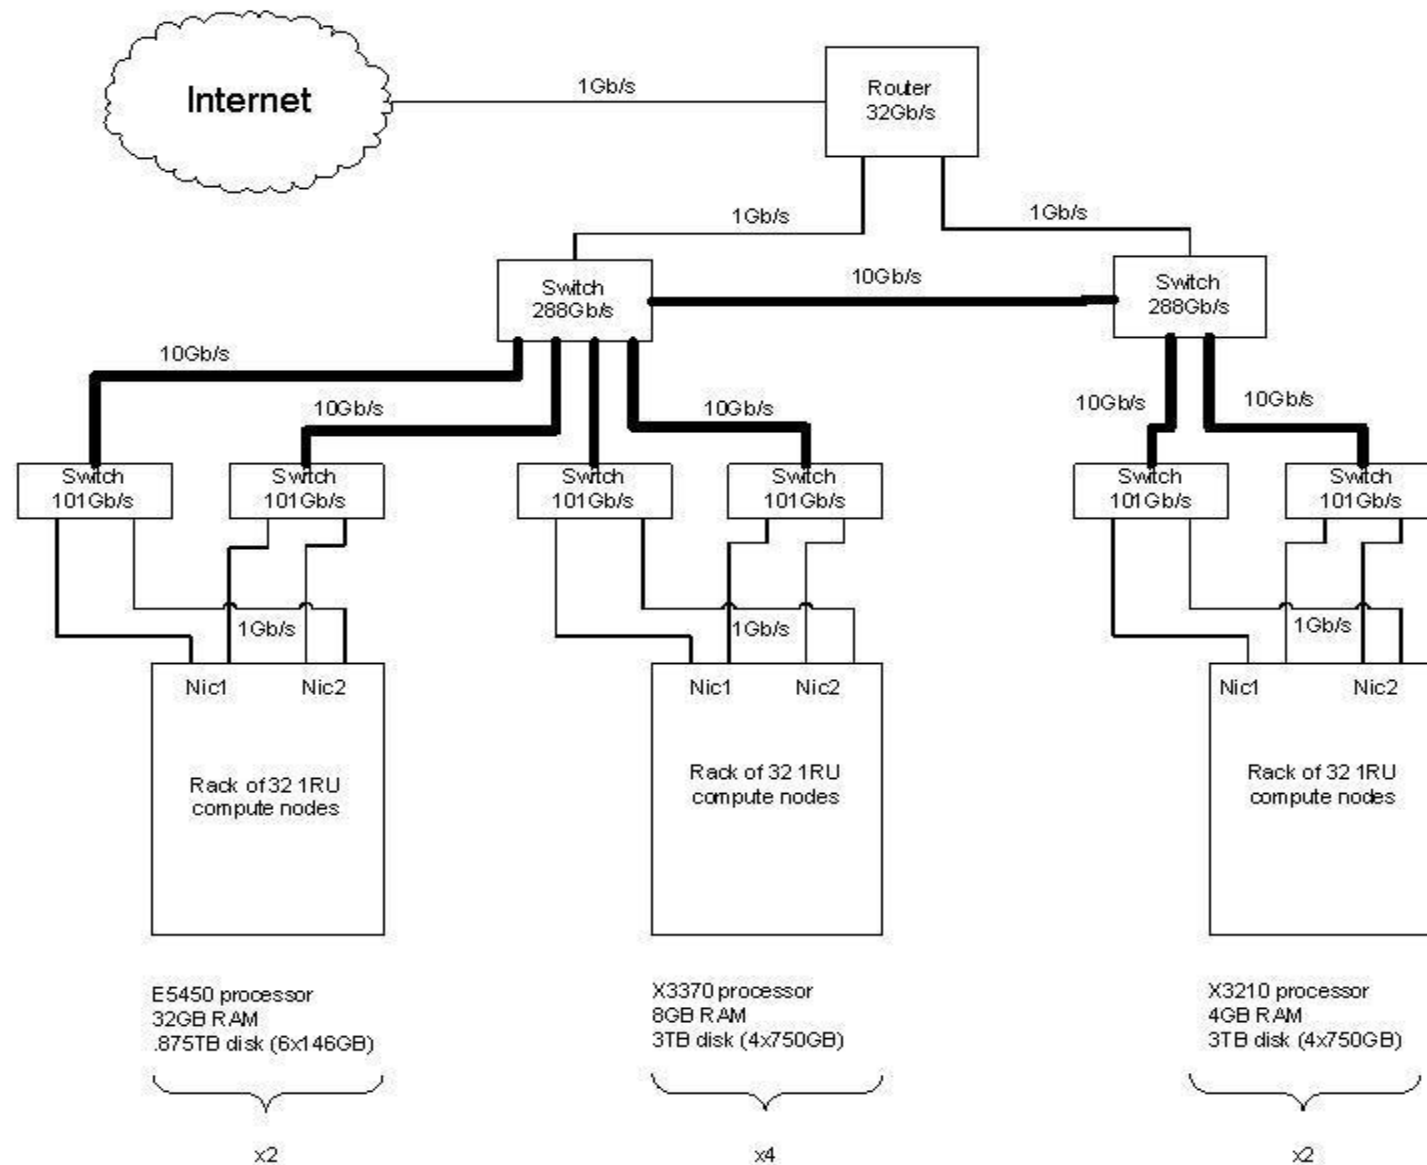 Internet
1Gb/s
Router
32Gb/s
1Gb/s
1Gb/s
Switch
288Gb/s
10Gb/s
Switch
288Gb/s
10Gb/s
10Gb/s
10Gb/s
10Gb/s
10Gb/s
Switch
101Gb/s
Switch
101Gb/s
Switch
101Gb/s
Switch
101Gb/s
Switch
101Gb/s
Switch
101Gb/s
1Gb/s
1Gb/s
1Gb/s
Nic1
Nic2
Nic1
Nic2
Nic1
Nic2
Rack of 32 1RU
compute nodes
Rack of 32 1RU
compute nodes
Rack of 32 1RU
compute nodes
E5450 processor
32GB RAM
.875TB disk (6x146GB)
X3370 processor
8GB RAM
3TB disk (4x750GB)
X3210 processor
4GB RAM
3TB disk (4x750GB)
x2
x4
x2